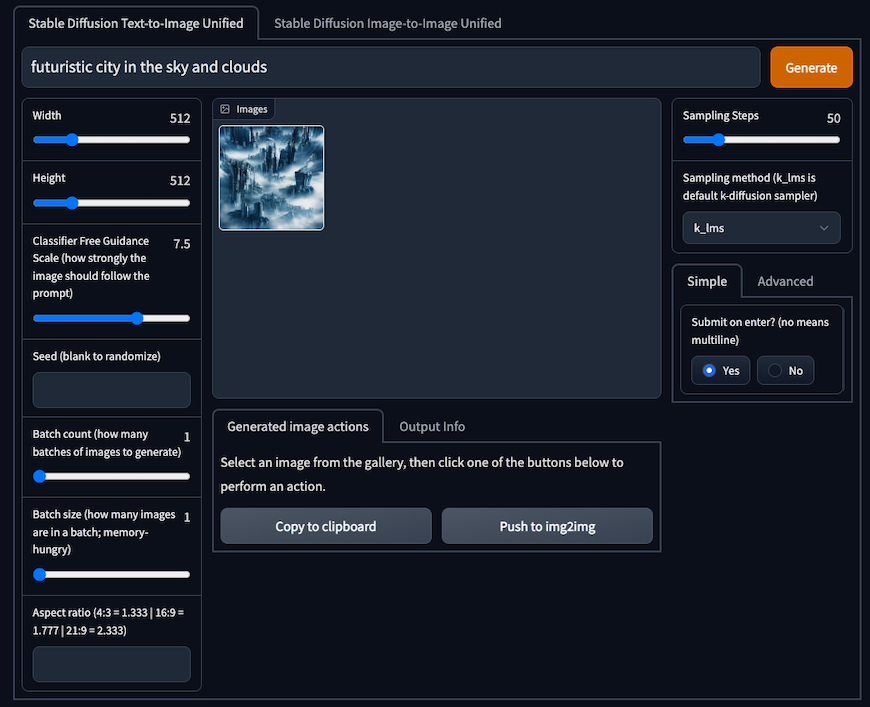 Stable Diffusion Text-to-Image Unified
Stable Diffusion Image-to-Image Unified
futuristic city in the sky and clouds
Generate
Width
512
Height
512
Classifier Free Guidance
Scale (how strongly the
image should follow the
prompt)
7.5
Seed (blank to randomize)
Batch count (how many
batches of images to generate)
1
Batch size (how many images
are in a batch; memory-
hungry)
1
Aspect ratio (4:3 = 1.333 | 16:9 =
1.777 | 21:9 = 2.333)
Images
Generated image actions
Output Info
Select an image from the gallery, then click one of the buttons below to
perform an action.
Copy to clipboard
Push to img2img
Sampling Steps
50
Sampling method (k_lms is
default k-diffusion sampler)
k_lms
Simple
Advanced
Submit on enter? (no means
multiline)
Yes
No